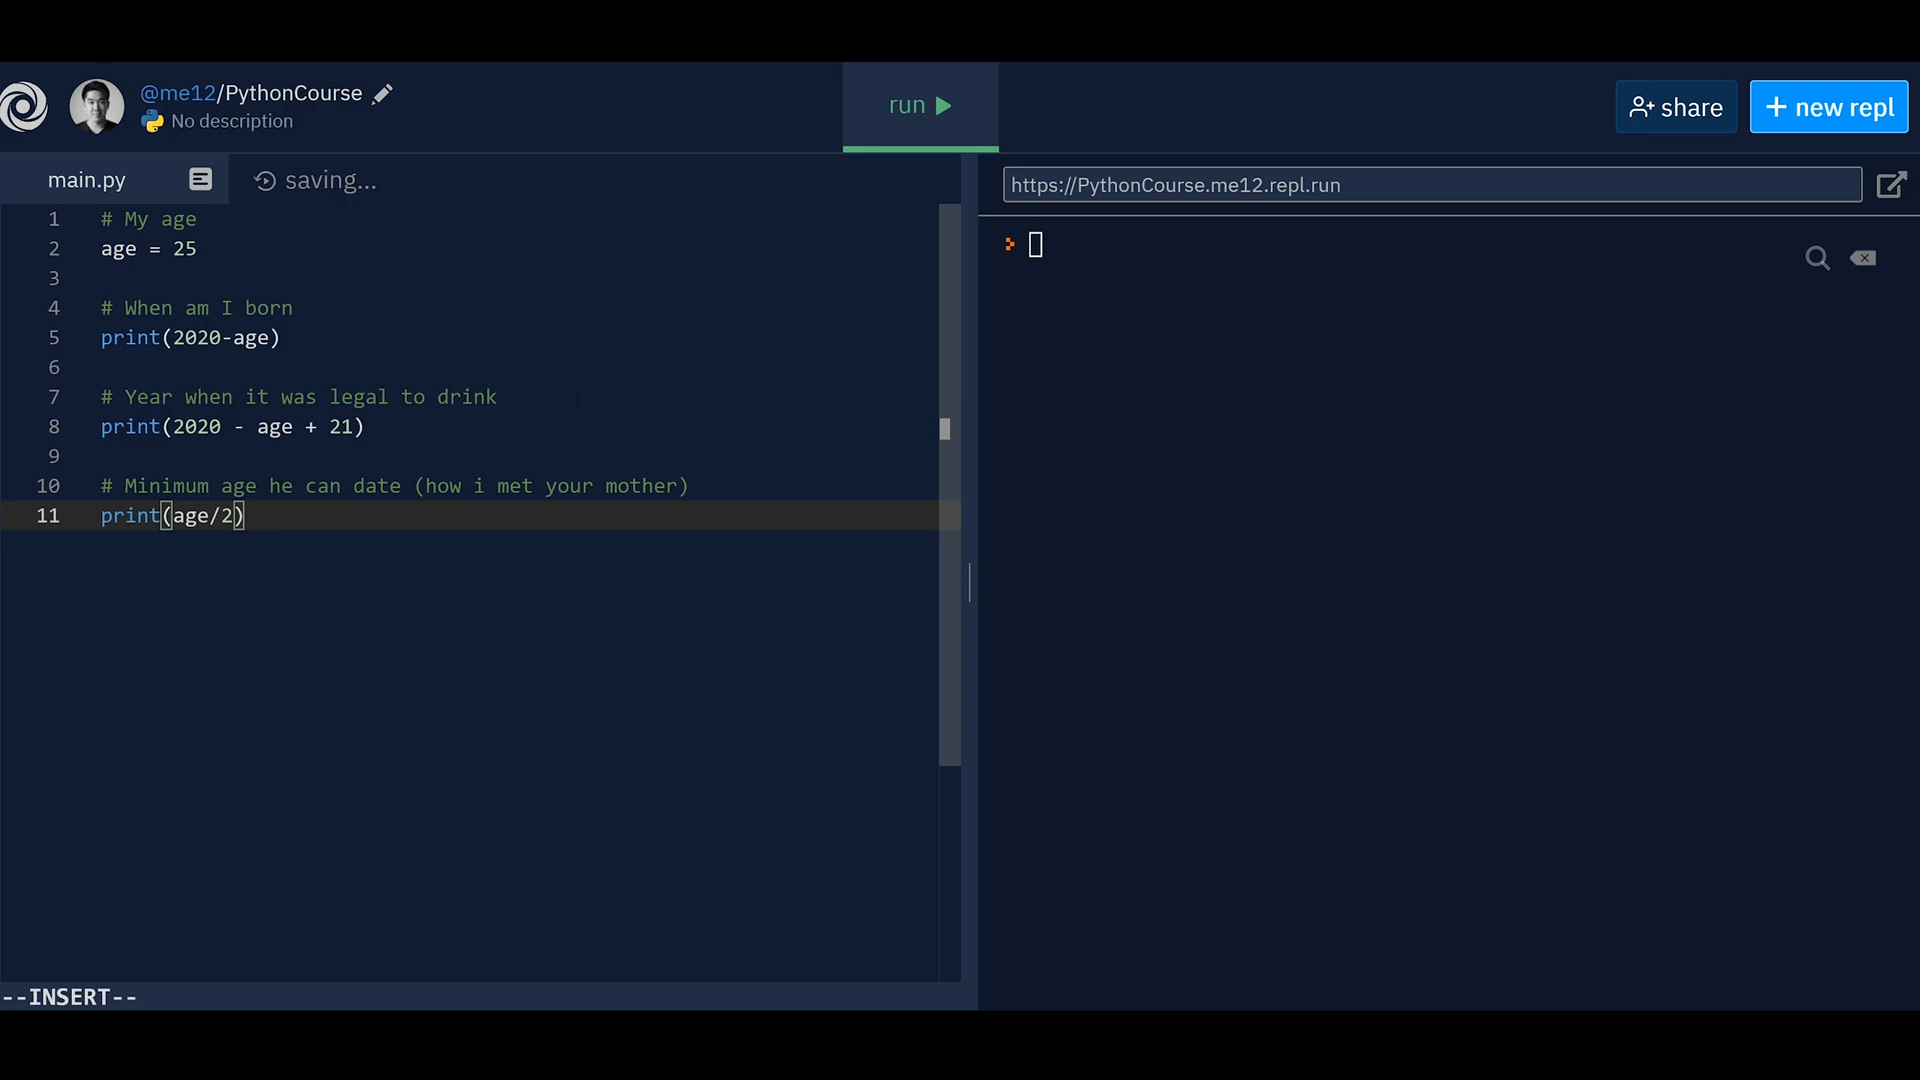 @me12/PythonCourse
No description
run
share
+ new repl
main.py
saving...
https://PythonCourse.me12.repl.run
1 # My age
2 age = 25
3
4 # When am I born
5 print(2020-age)
6
7 # Year when it was legal to drink
8 print(2020 - age + 21)
9
10 # Minimum age he can date (how i met your mother)
11 print(age/2)
--INSERT--